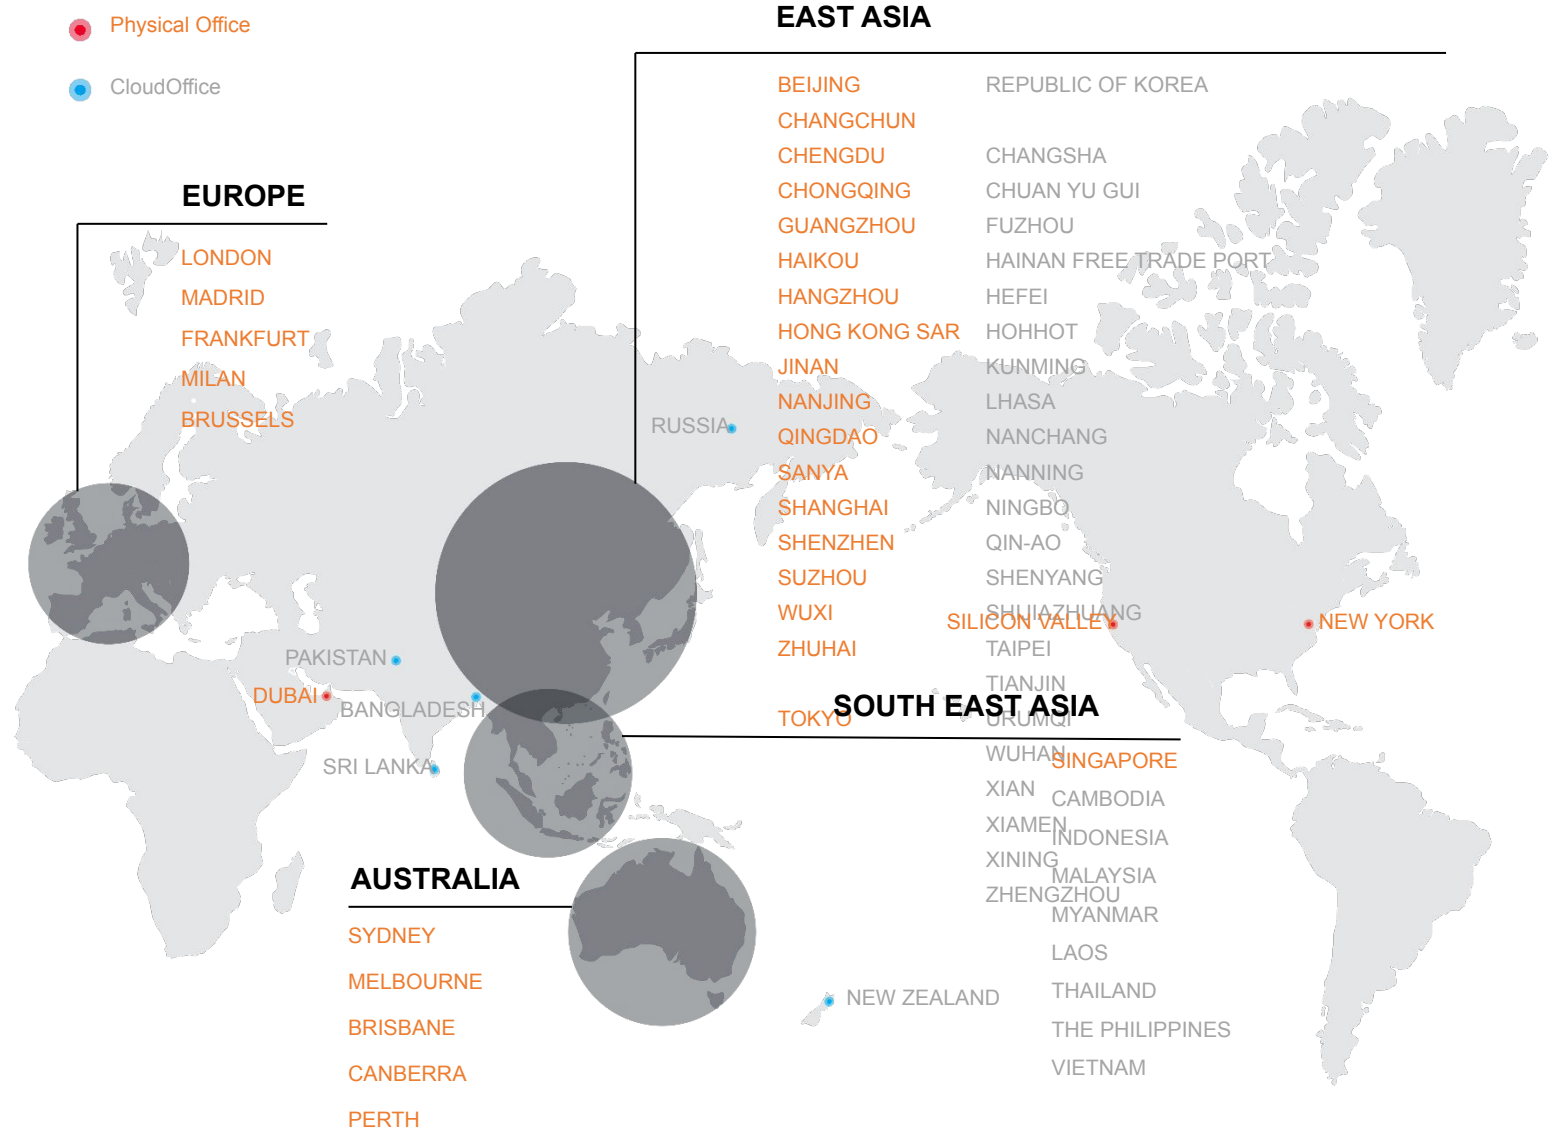 Physical Office
CloudOffice
EUROPE
LONDON
MADRID
FRANKFURT
MILAN
BRUSSELS
EAST ASIA
BEIJING
CHANGCHUN
CHENGDU
CHONGQING
GUANGZHOU
HAIKOU
HANGZHOU
HONG KONG SAR
JINAN
NANJING
QINGDAO
SANYA
SHANGHAI
SHENZHEN
SUZHOU
WUXI
ZHUHAI
TOKYO
REPUBLIC OF KOREA
CHANGSHA
CHUAN YU GUI
FUZHOU
HAINAN FREE TRADE PORT
HEFEI
HOHHOT
KUNMING
LHASA
NANCHANG
NANNING
NINGBO
QIN-AO
SHENYANG
SHIJIAZHUANG
TAIPEI
TIANJIN
URUMQI
WUHAN
XIAN
XIAMEN
XINING
ZHENGZHOU
RUSSIA
SILICON VALLEY
NEW YORK
PAKISTAN
DUBAI
BANGLADESH
SRI LANKA
SOUTH EAST ASIA
SINGAPORE
CAMBODIA
INDONESIA
MALAYSIA
MYANMAR
LAOS
THAILAND
THE PHILIPPINES
VIETNAM
AUSTRALIA
SYDNEY
MELBOURNE
BRISBANE
CANBERRA
PERTH
NEW ZEALAND